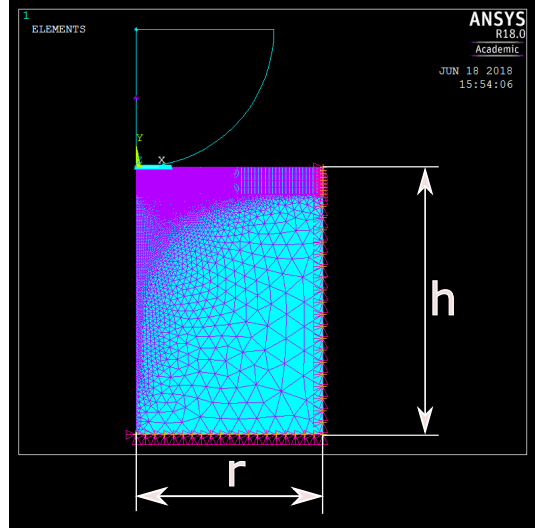 1
ELEMENTS
ANSYS
R18.0
Academic
JUN 18 2018
15:54:06
Y
X
h
r